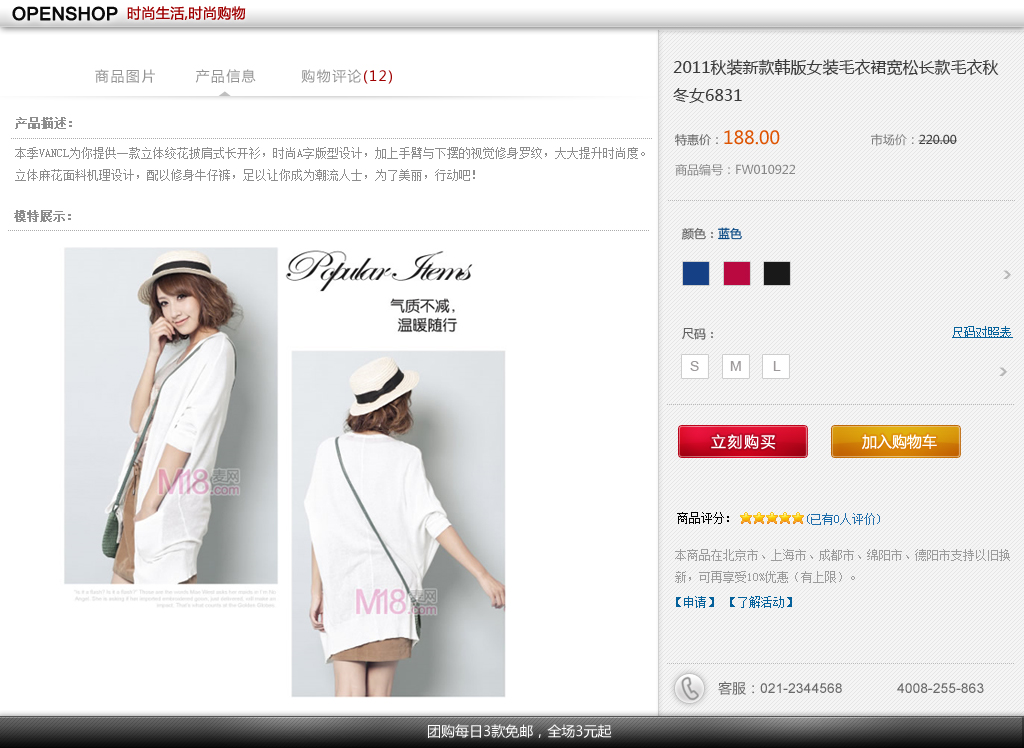 OPENSHOP 时尚生活,时尚购物
商品图片 产品信息 购物评论(12)
产品描述:
本季VANCL为你提供一款立体绞花披肩式长开衫，时尚A字版型设计，加上手臂与下摆的视觉修身罗纹，大大提升时尚度。
立体麻花面料机理设计，配以修身牛仔裤，足以让你成为潮流人士，为了美丽，行动吧！
模特展示:
Popular Items
气质不减，
温暖随行
M18麦网
.com
M18麦网
.com
2011秋装新款韩版女装毛衣裙宽松长款毛衣秋
冬女6831
特惠价：188.00 市场价：220.00
商品编号：FW010922
颜色：蓝色
尺码： 尺码对照表
S M L
立刻购买 加入购物车
商品评分： (已有0人评价)
本商品在北京市、上海市、成都市、绵阳市、德阳市支持以旧换
新，可再享受10%优惠（有上限）。
【申请】 【了解活动】
客服：021-2344568 4008-255-863
团购每日3款免邮，全场3元起